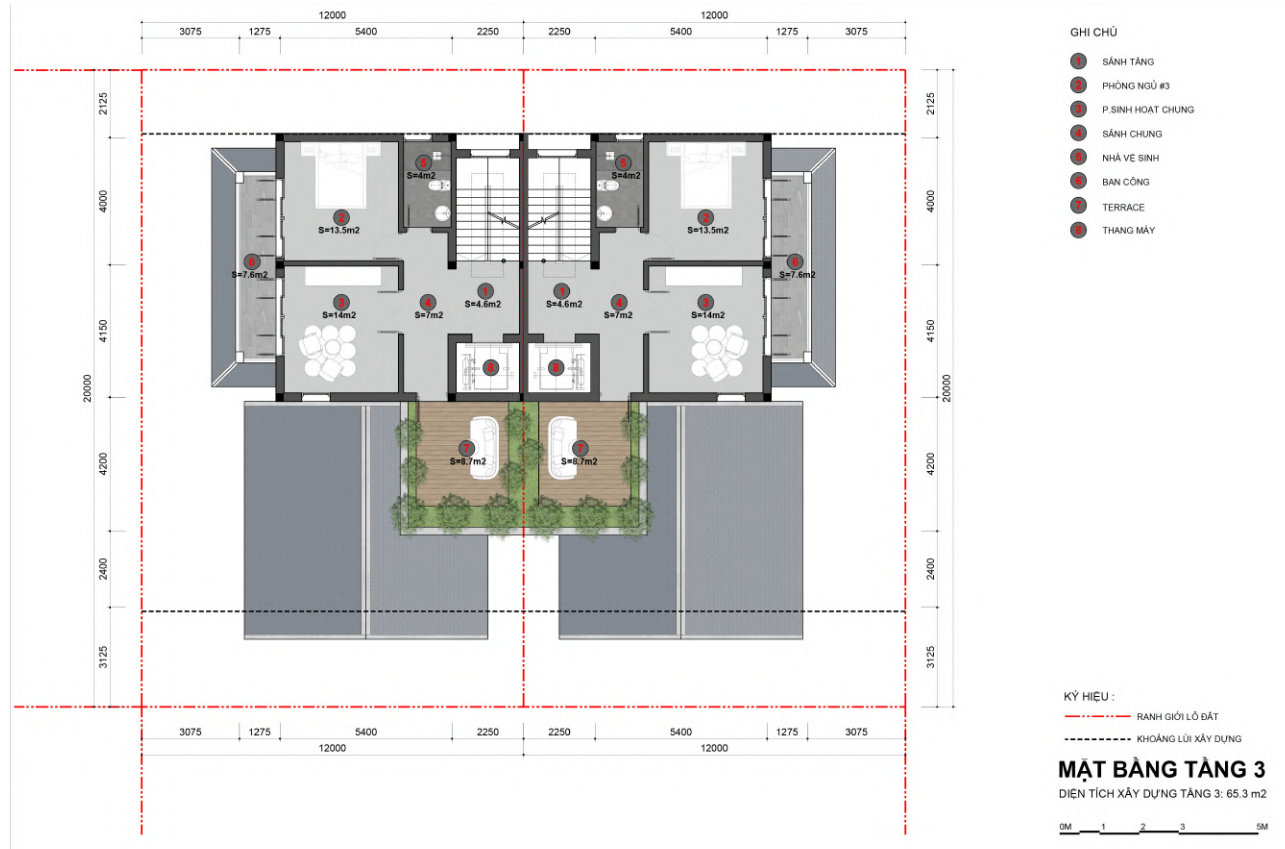 12000 12000
3075 1275 5400 2250 2250 5400 1275 3075
GHI CHÚ
1 SẢNH TẦNG
2 PHÒNG NGỦ #3
3 P.SINH HOẠT CHUNG
4 SẢNH CHUNG
5 NHÀ VỆ SINH
6 BAN CÔNG
7 TERRACE
8 THANG MÁY
2125 2125
4000 4000
4150 4150
20000 20000
4200 4200
2400 2400
3125 3125
5 5
S=4m2 S=4m2
2 2
S=13.5m2 S=13.5m2
6 6
S=7.6m2 S=7.6m2
1 1
S=4.6m2 S=4.6m2
3 4 4 3
S=14m2 S=7m2 S=7m2 S=14m2
8 8
7 7
S=8.7m2 S=8.7m2
3075 1275 5400 2250 2250 5400 1275 3075
12000 12000
KÝ HIỆU :
RANH GIỚI LÔ ĐẤT
KHOẢNG LÙI XÂY DỰNG
MẶT BẰNG TẦNG 3
DIỆN TÍCH XÂY DỰNG TẦNG 3: 65.3 m2
0M 1 2 3 5M